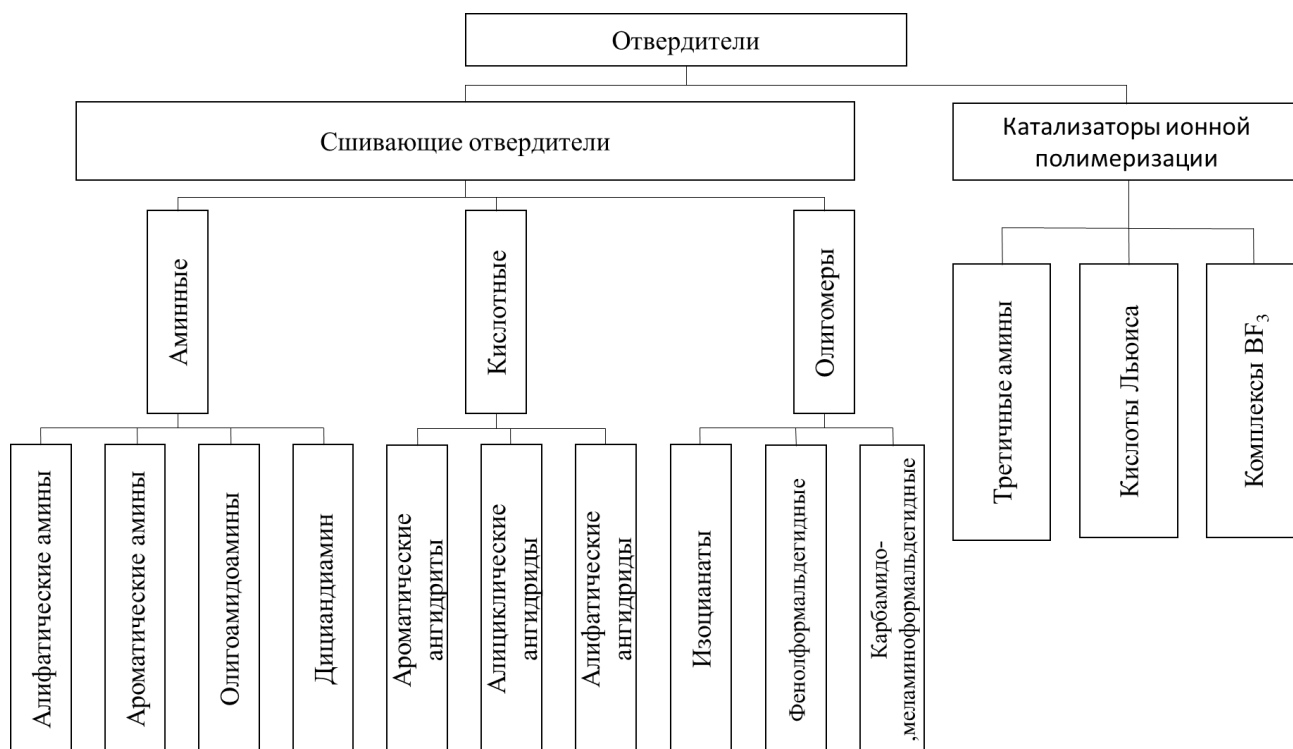 Отвердители
Сшивающие отвердители
Катализаторы ионной
полимеризации
Аминные
Кислотные
Олигомеры
Третичные амины
Кислоты Льюиса
Комплексы BF3
Алифатические амины
Ароматические амины
Олигоамидоамины
Дициандиамин
Ароматические
ангидриты
Алициклические
ангидриды
Алифатические
ангидриды
Изоцианаты
Фенолформальдегидные
Карбамидо-
,меламиноформальдегидные